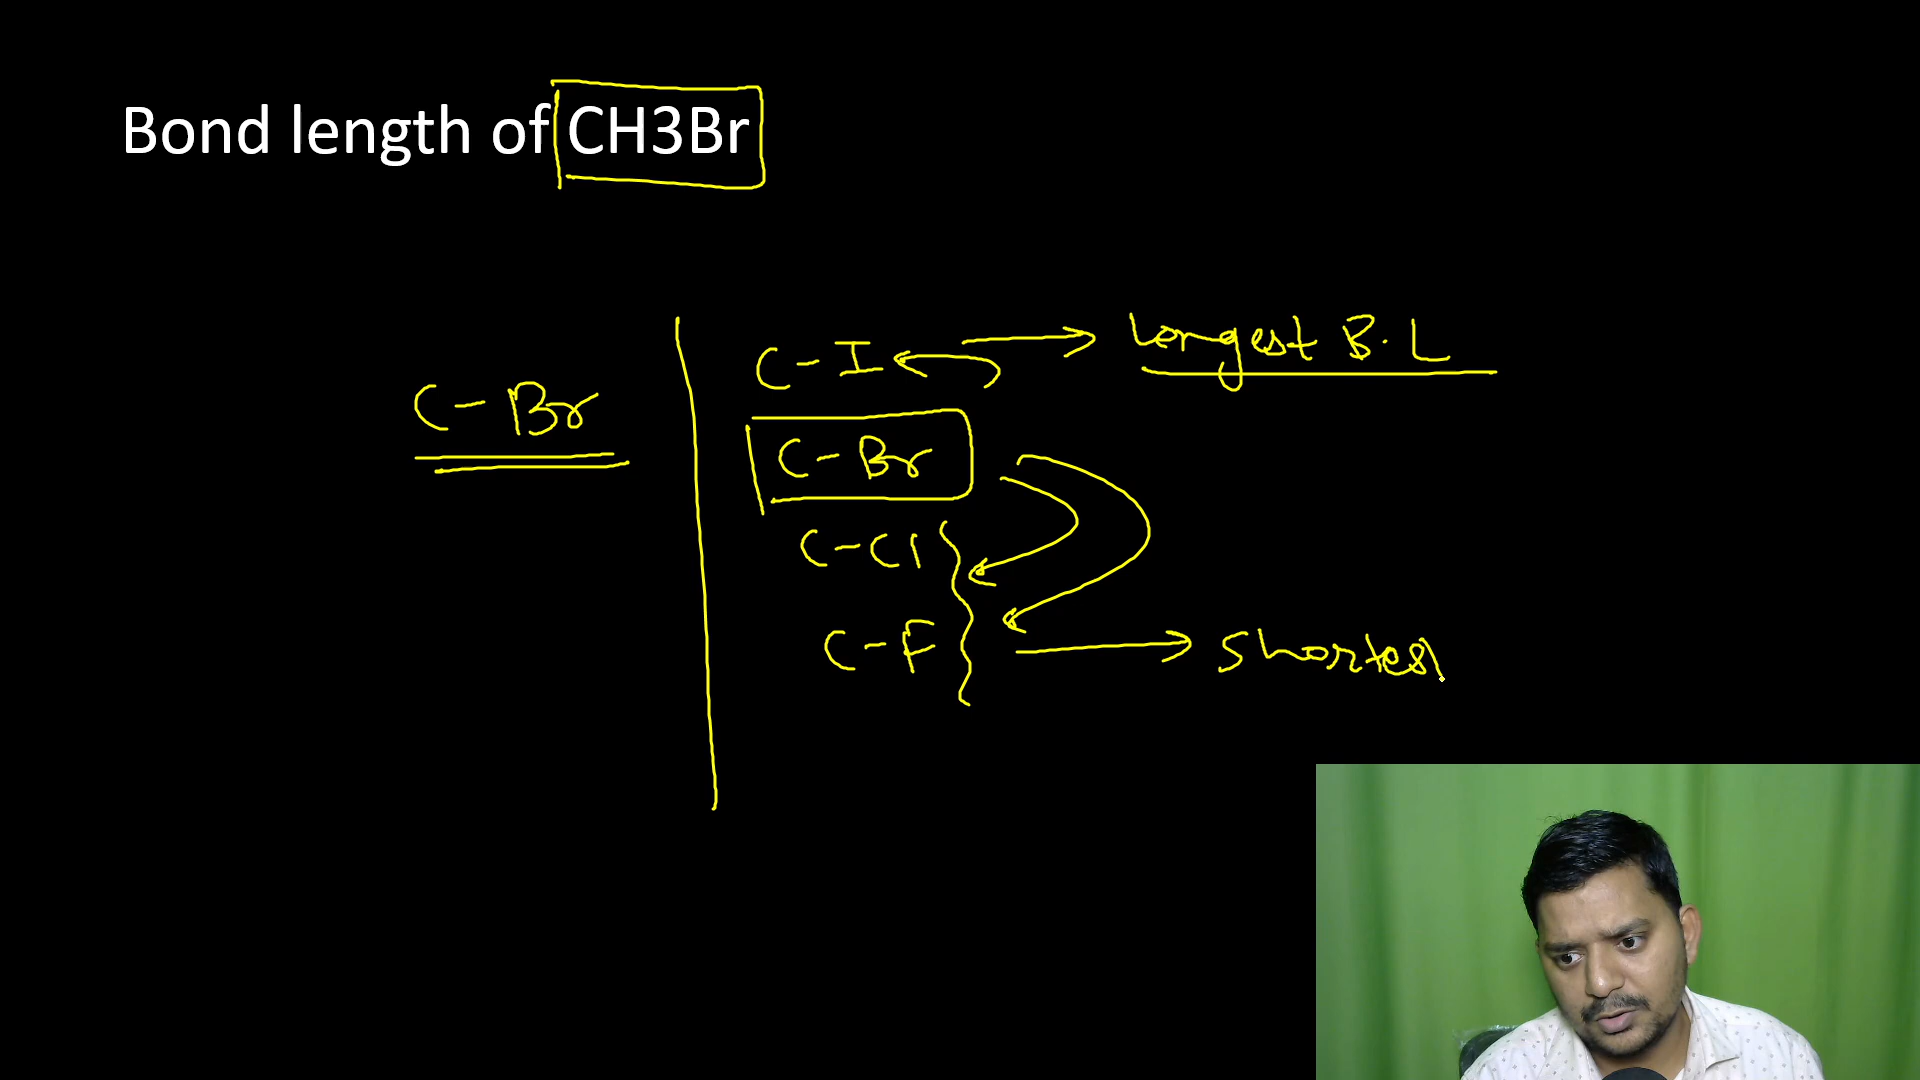 Bond length of CH3Br
C-Br
C-I → Longest B.L
C-Br
C-Cl
C-F → Shortest